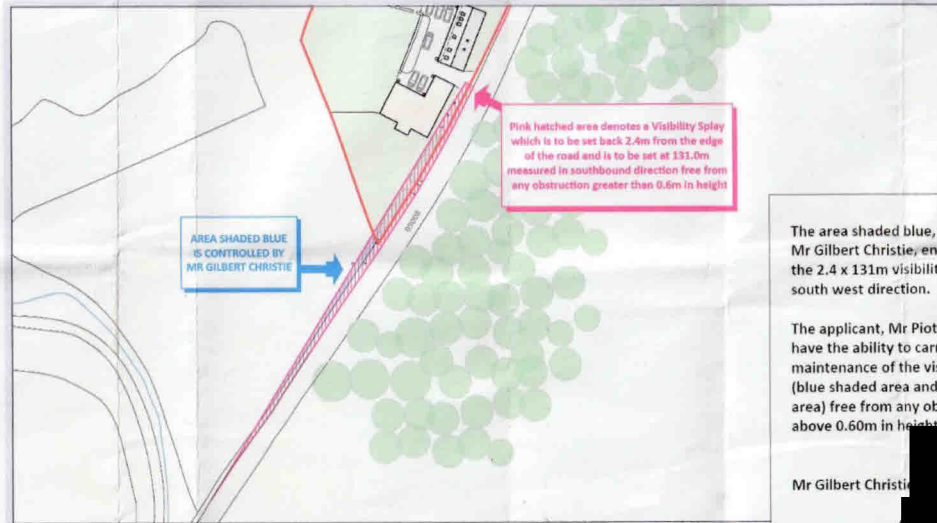 Pink hatched area denotes a Visibility Splay
which is to be set back 2.4m from the edge
of the road and is to be set at 131.0m
measured in southbound direction free from
any obstruction greater than 0.6m in height
AREA SHADED BLUE
IS CONTROLLED BY
MR GILBERT CHRISTIE
The area shaded blue,
Mr Gilbert Christie, en
the 2.4 x 131m visibilit
south west direction.
The applicant, Mr Piot
have the ability to carr
maintenance of the vis
(blue shaded area and
area) free from any ob
above 0.60m in height
Mr Gilbert Christie